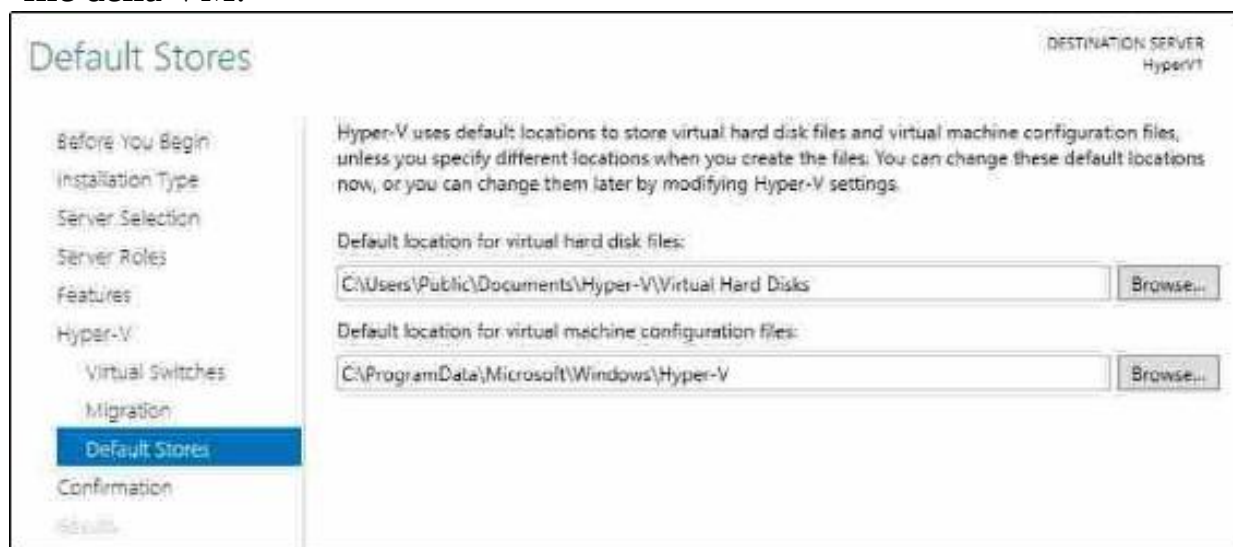 Default Stores
DESTINATION SERVER
HyperV1
Before You Begin
Installation Type
Server Selection
Server Roles
Features
Hyper-V
Virtual Switches
Migration
Default Stores
Confirmation
Results
Hyper-V uses default locations to store virtual hard disk files and virtual machine configuration files,
unless you specify different locations when you create the files. You can change these default locations
now, or you can change them later by modifying Hyper-V settings.
Default location for virtual hard disk files:
C:\Users\Public\Documents\Hyper-V\Virtual Hard Disks
Browse...
Default location for virtual machine configuration files:
C:\ProgramData\Microsoft\Windows\Hyper-V
Browse...